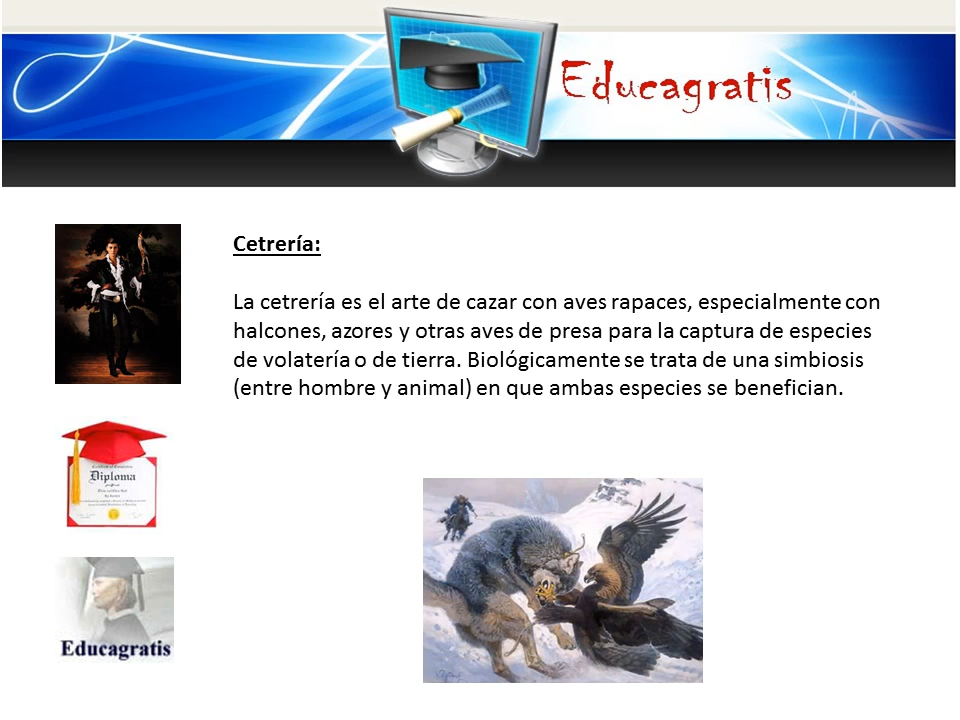 Educagratis
Cetrería:
La cetrería es el arte de cazar con aves rapaces, especialmente con
halcones, azores y otras aves de presa para la captura de especies
de volatería o de tierra. Biológicamente se trata de una simbiosis
(entre hombre y animal) en que ambas especies se benefician.
Diploma
Educagratis